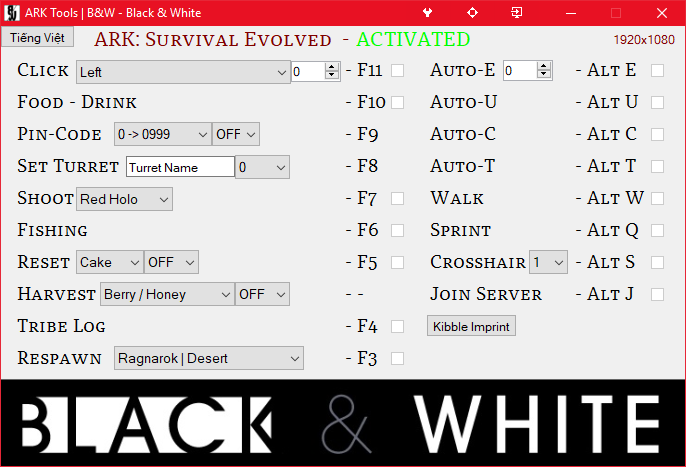 ARK Tools | B&W - Black & White
Tiếng Việt ARK: Survival Evolved - ACTIVATED 1920x1080
Click Left 0 - F11 Auto-E 0 - Alt E
Food - Drink - F10 Auto-U - Alt U
Pin-Code 0 -> 0999 OFF - F9 Auto-C - Alt C
Set Turret Turret Name 0 - F8 Auto-T - Alt T
Shoot Red Holo - F7 Walk - Alt W
Fishing - F6 Sprint - Alt Q
Reset Cake OFF - F5 Crosshair 1 - Alt S
Harvest Berry / Honey OFF - - Join Server - Alt J
Tribe Log - F4 Kibble Imprint
Respawn Ragnarok | Desert - F3
BLACK & WHITE